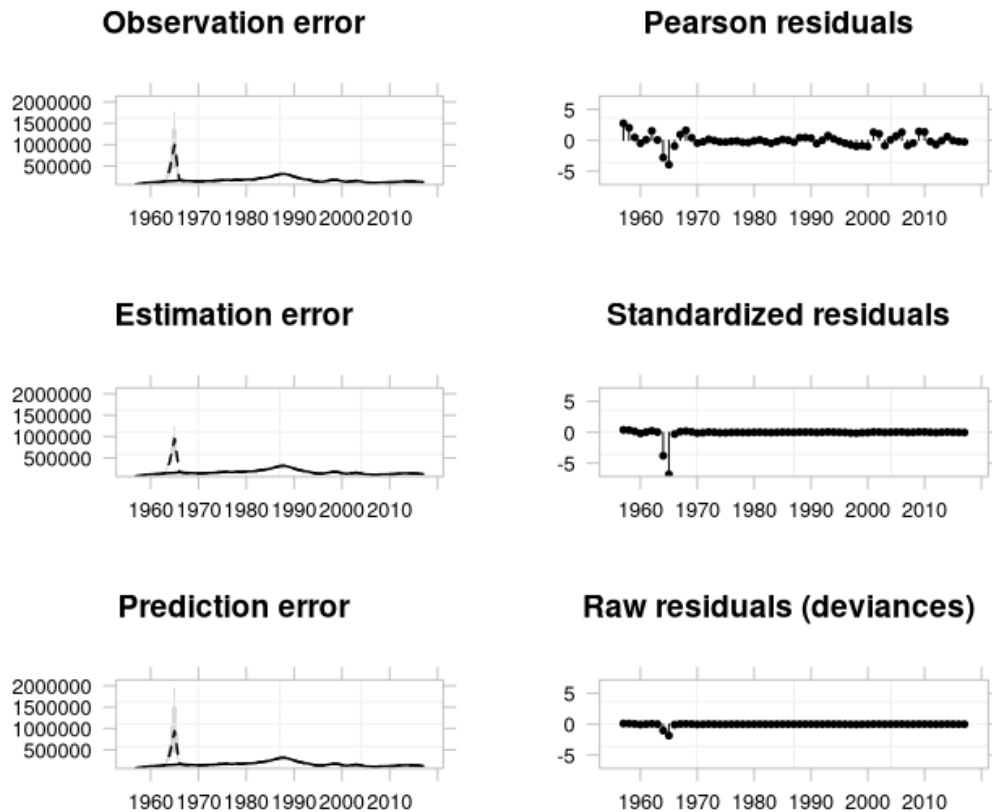 Observation error
2000000
1500000
1000000
500000
1960 1970 1980 1990 2000 2010
Pearson residuals
5
0
-5
1960 1970 1980 1990 2000 2010
Estimation error
2000000
1500000
1000000
500000
1960 1970 1980 1990 2000 2010
Standardized residuals
5
0
-5
1960 1970 1980 1990 2000 2010
Prediction error
2000000
1500000
1000000
500000
1960 1970 1980 1990 2000 2010
Raw residuals (deviances)
5
0
-5
1960 1970 1980 1990 2000 2010